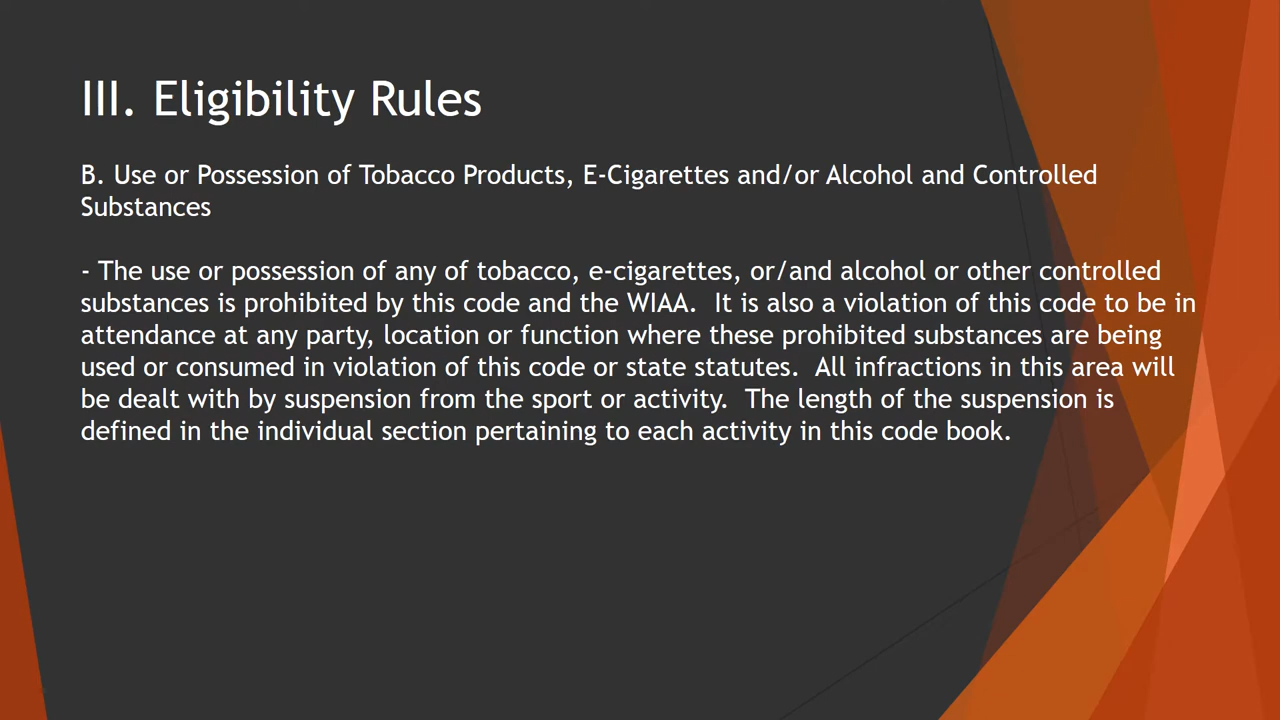 III. Eligibility Rules
B. Use or Possession of Tobacco Products, E-Cigarettes and/or Alcohol and Controlled
Substances
- The use or possession of any of tobacco, e-cigarettes, or/and alcohol or other controlled
substances is prohibited by this code and the WIAA.  It is also a violation of this code to be in
attendance at any party, location or function where these prohibited substances are being
used or consumed in violation of this code or state statutes.  All infractions in this area will
be dealt with by suspension from the sport or activity.  The length of the suspension is
defined in the individual section pertaining to each activity in this code book.